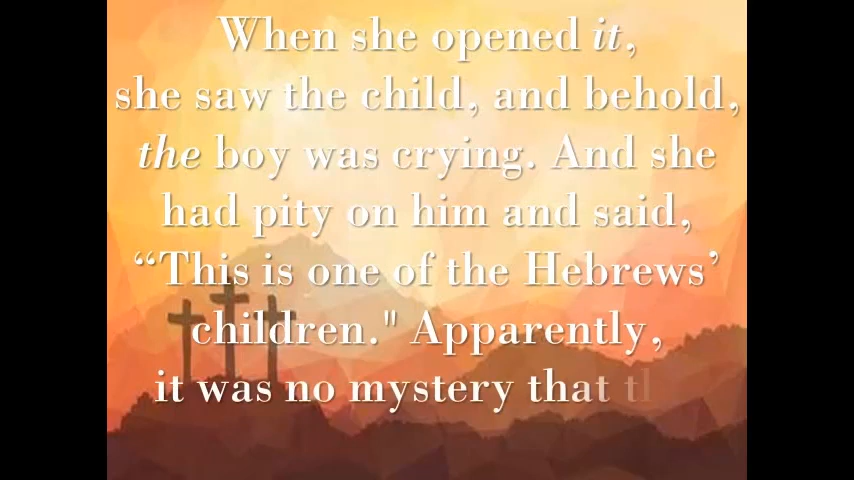 When she opened it,
she saw the child, and behold,
the boy was crying. And she
had pity on him and said,
“This is one of the Hebrews’
children." Apparently,
it was no mystery that